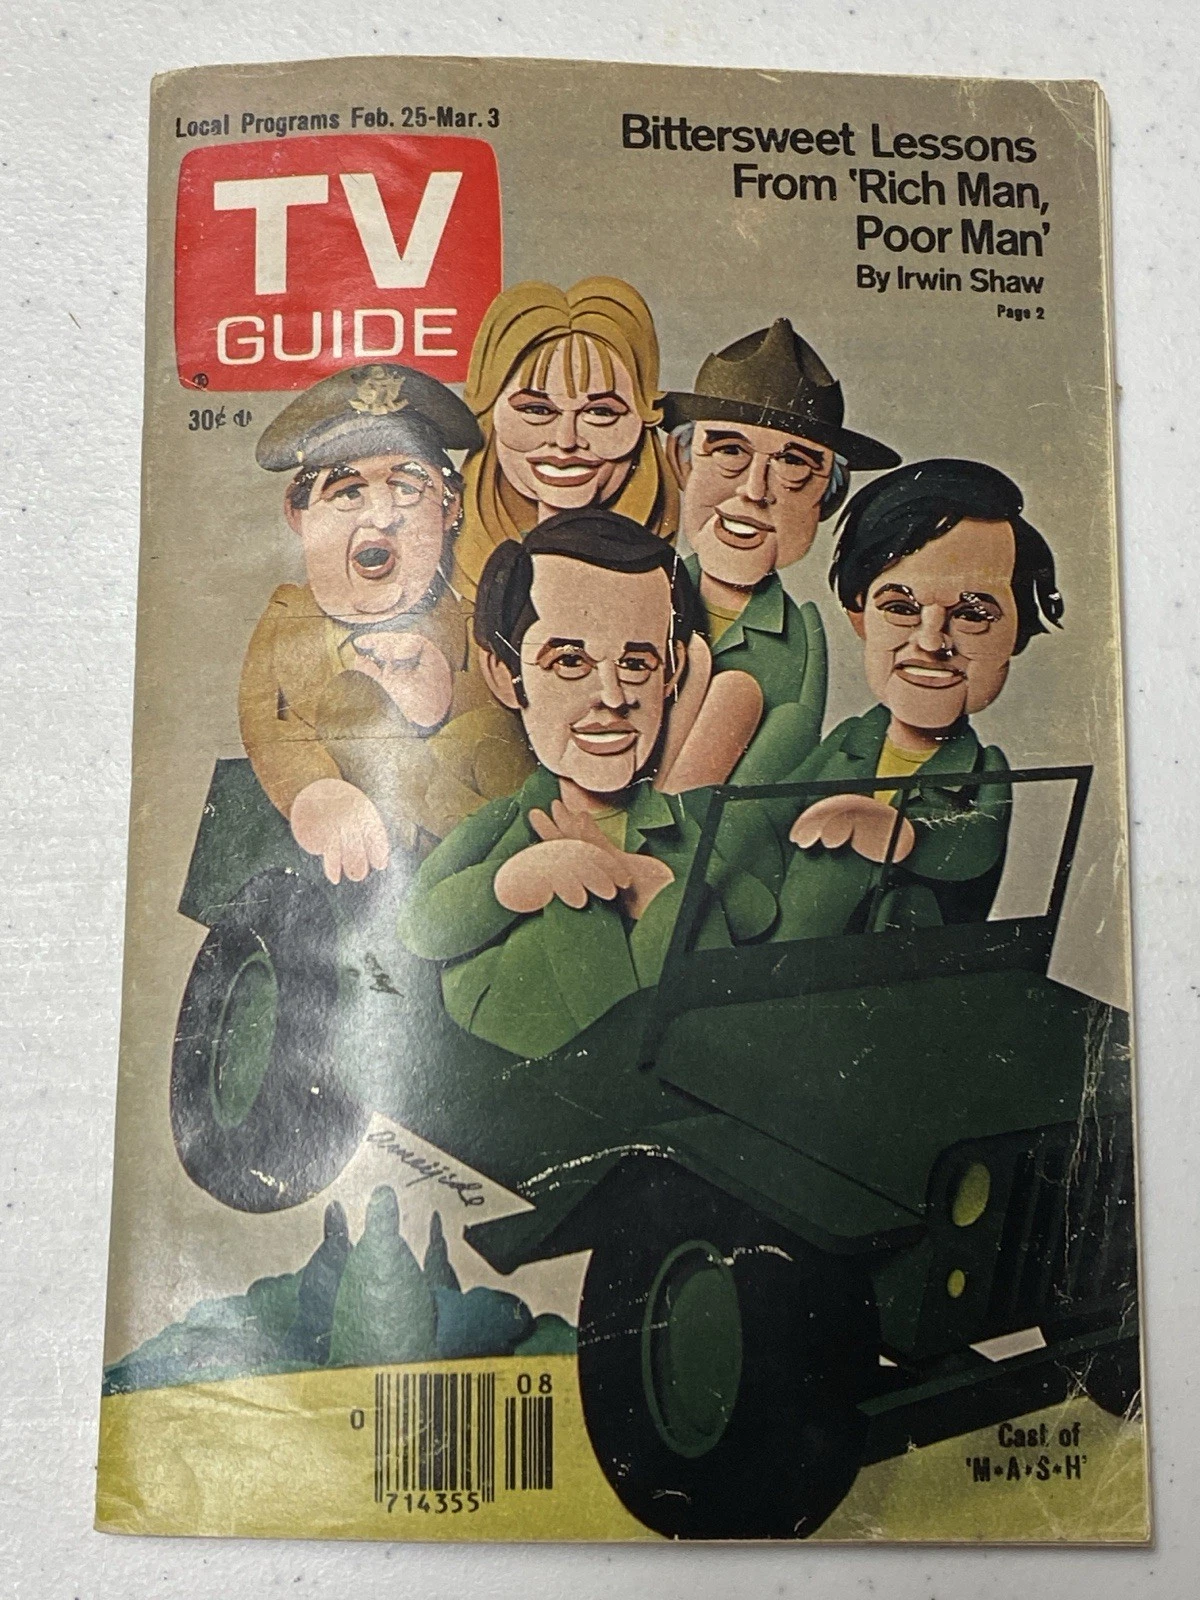 Local Programs Feb. 25-Mar. 3
TV
GUIDE
®
30¢
Bittersweet Lessons
From 'Rich Man,
Poor Man'
By Irwin Shaw
Page 2
ameijide
08
0
714355
Cast of
'M*A*S*H'